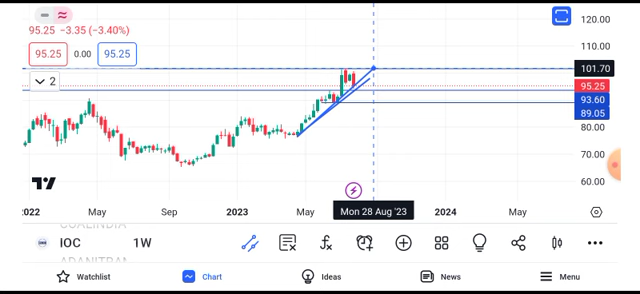 95.25 −3.35 (−3.40%)
95.25 0.00 95.25
2
120.00
110.00
101.70
95.25
93.60
89.05
80.00
70.00
60.00
2022 May Sep 2023 May Mon 28 Aug '23 2024 May
COALINDIA
IOC 1W
ADANITRANS
Watchlist Chart Ideas News Menu